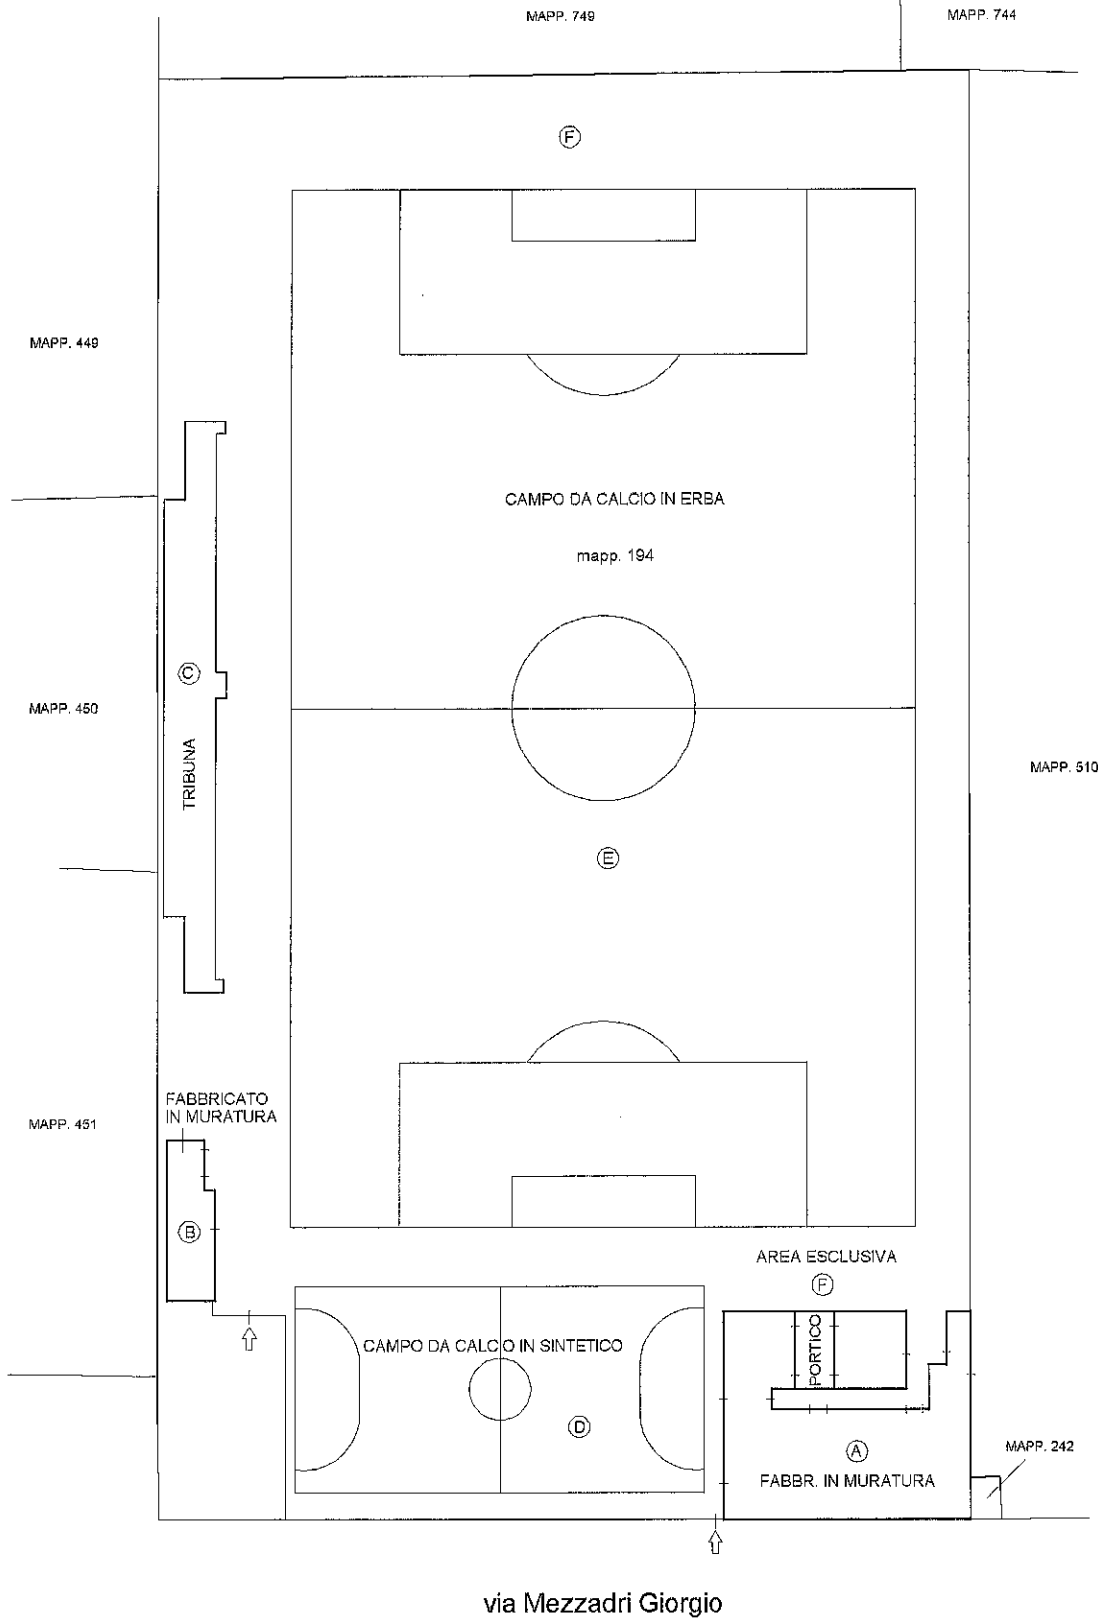 MAPP. 749
MAPP. 744
F
MAPP. 449
CAMPO DA CALCIO IN ERBA
mapp. 194
C
MAPP. 450
TRIBUNA
MAPP. 510
E
FABBRICATO
IN MURATURA
MAPP. 451
B
AREA ESCLUSIVA
F
PORTICO
CAMPO DA CALCIO IN SINTETICO
D
A
MAPP. 242
FABBR. IN MURATURA
via Mezzadri Giorgio